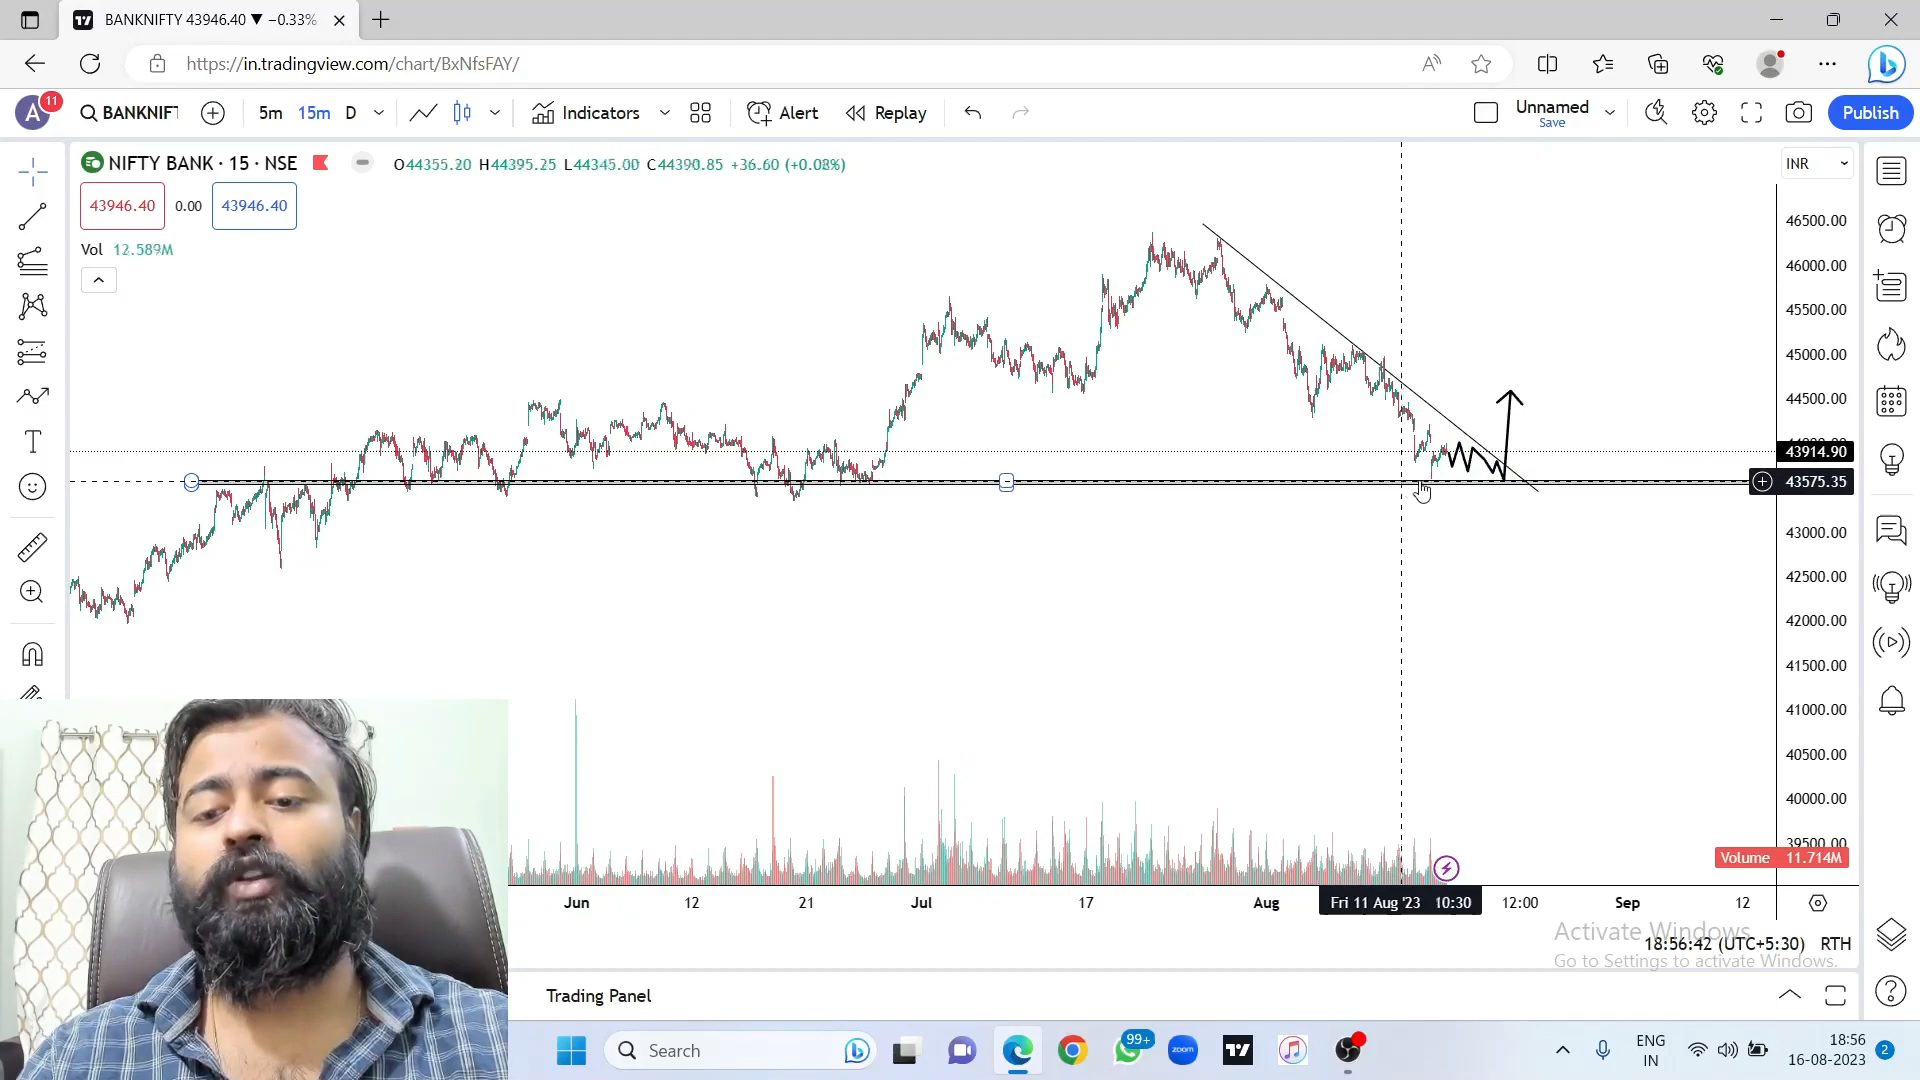 BANKNIFTY 43946.40 ▼ −0.33%
https://in.tradingview.com/chart/BxNfsFAY/
A 11 BANKNIFT 5m 15m D Indicators Alert Replay Unnamed Save Publish
NIFTY BANK · 15 · NSE O44355.20 H44395.25 L44345.00 C44390.85 +36.60 (+0.08%) INR
43946.40 0.00 43946.40
Vol 12.589M
46500.00
46000.00
45500.00
45000.00
44500.00
43914.90
43575.35
43000.00
42500.00
42000.00
41500.00
41000.00
40500.00
40000.00
39500.00
Volume 11.714M
Jun 12 21 Jul 17 Aug Fri 11 Aug '23 10:30 12:00 Sep 12
Activate Windows
18:56:42 (UTC+5:30) RTH
Go to Settings to activate Windows.
Trading Panel
Search 99+ zoom ENG IN 18:56 16-08-2023 2